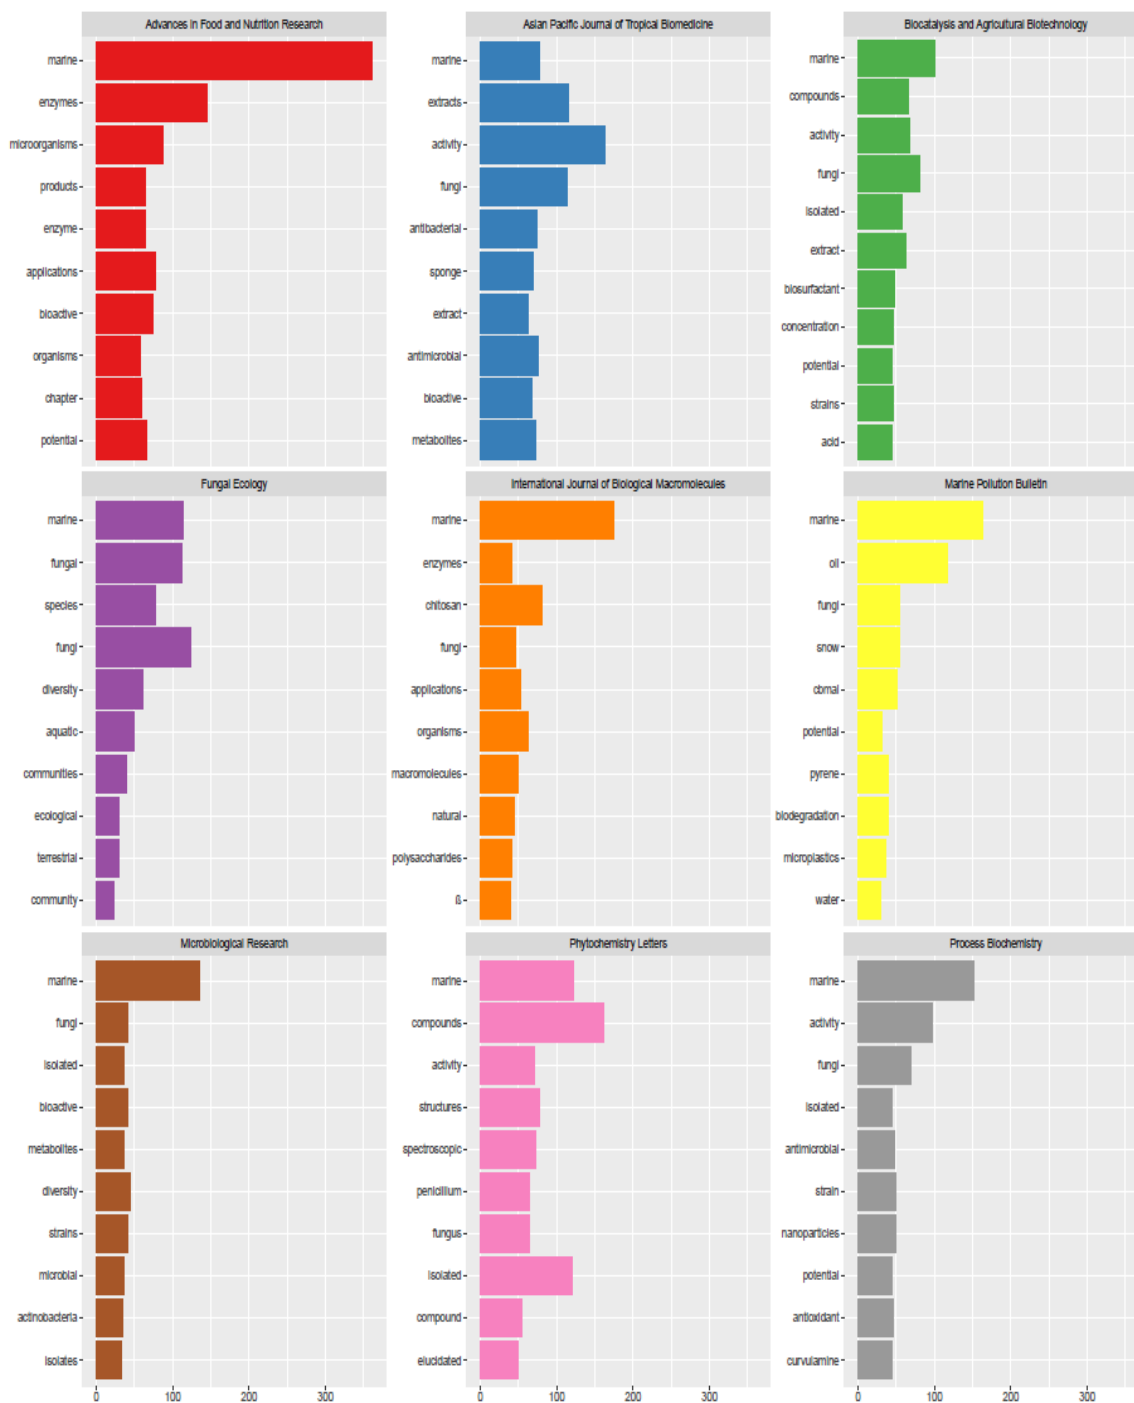 Advances in Food and Nutrition Research
marine
enzymes
microorganisms
products
enzyme
applications
bioactive
organisms
chapter
potential
Asian Pacific Journal of Tropical Biomedicine
marine
extracts
activity
fungi
antibacterial
sponge
extract
antimicrobial
bioactive
metabolites
Biocatalysis and Agricultural Biotechnology
marine
compounds
activity
fungi
isolated
extract
biosurfactant
concentration
potential
strains
acid
Fungal Ecology
marine
fungal
species
fungi
diversity
aquatic
communities
ecological
terrestrial
community
International Journal of Biological Macromolecules
marine
enzymes
chitosan
fungi
applications
organisms
macromolecules
natural
polysaccharides
ß
Marine Pollution Bulletin
marine
oil
fungi
snow
cbmal
potential
pyrene
biodegradation
microplastics
water
Microbiological Research
marine
fungi
isolated
bioactive
metabolites
diversity
strains
microbial
actinobacteria
isolates
0 100 200 300
Phytochemistry Letters
marine
compounds
activity
structures
spectroscopic
penicillium
fungus
isolated
compound
elucidated
0 100 200 300
Process Biochemistry
marine
activity
fungi
isolated
antimicrobial
strain
nanoparticles
potential
antioxidant
curvulamine
0 100 200 300